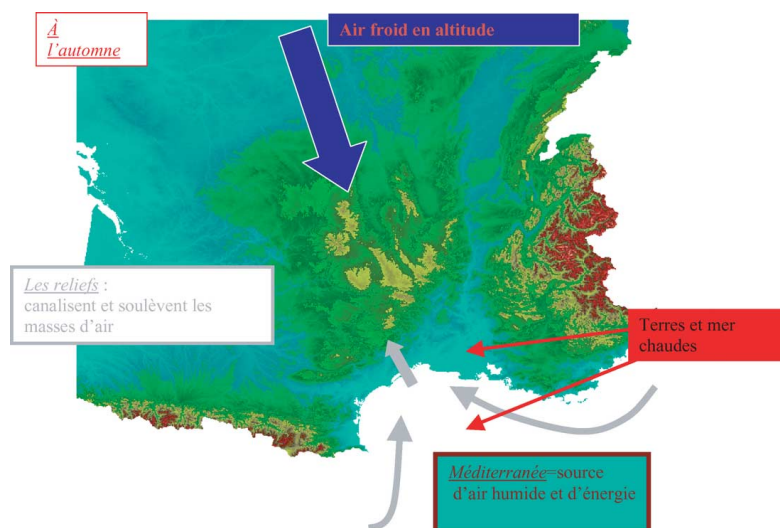 À
l'automne
Air froid en altitude
Les reliefs :
canalisent et soulèvent les
masses d'air
Terres et mer
chaudes
Méditerranée=source
d'air humide et d'énergie